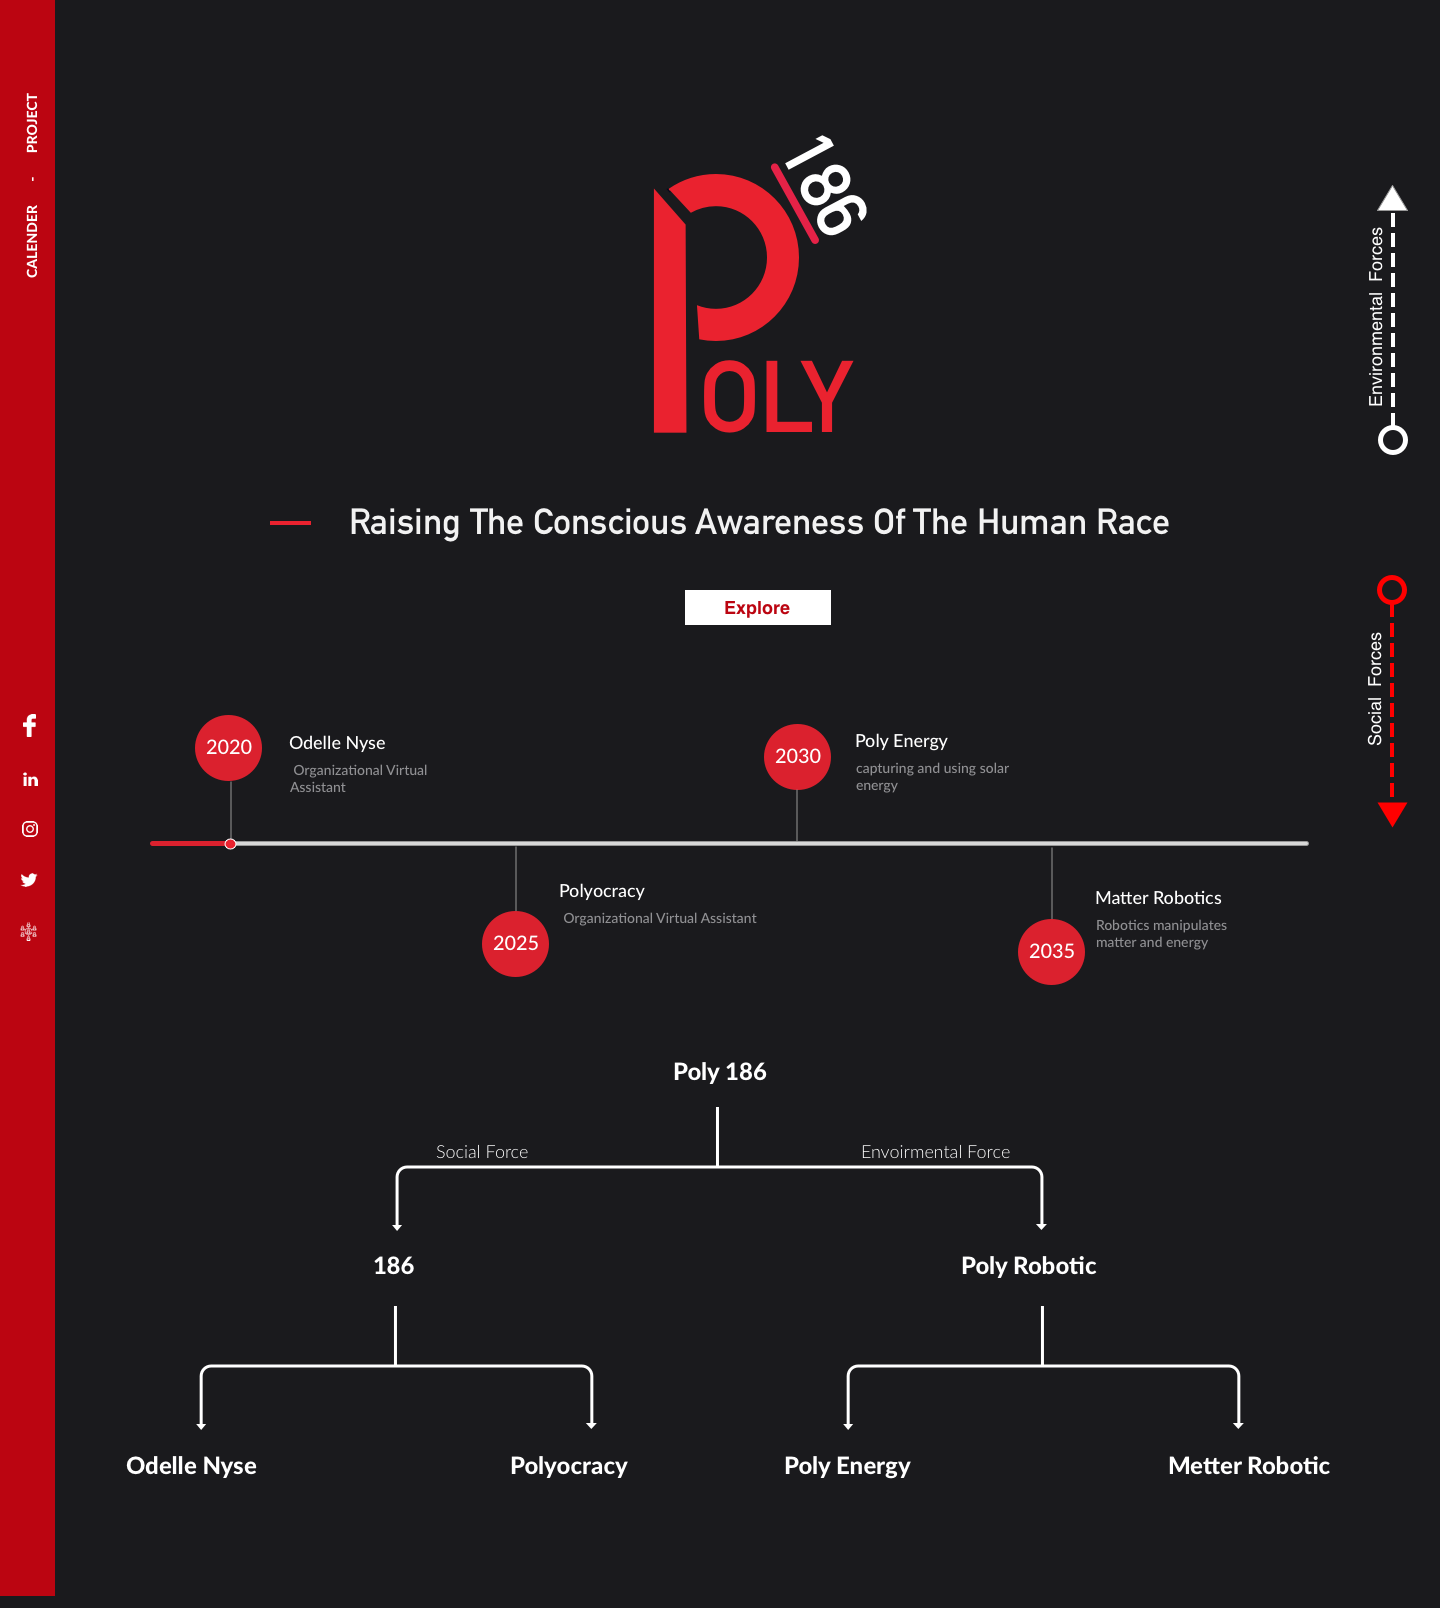 PROJECT
-
CALENDER
186
POLY
Environmental Forces
Raising The Conscious Awareness Of The Human Race
Explore
Social Forces
2020
Odelle Nyse
Organizational Virtual
Assistant
2030
Poly Energy
capturing and using solar
energy
Polyocracy
Organizational Virtual Assistant
2025
Matter Robotics
Robotics manipulates
matter and energy
2035
Poly 186
Social Force
Envoirmental Force
186
Poly Robotic
Odelle Nyse
Polyocracy
Poly Energy
Metter Robotic